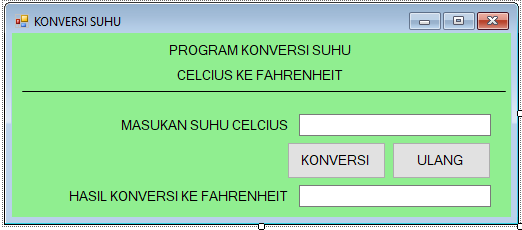 KONVERSI SUHU
PROGRAM KONVERSI SUHU
CELCIUS KE FAHRENHEIT
MASUKAN SUHU CELCIUS
KONVERSI ULANG
HASIL KONVERSI KE FAHRENHEIT